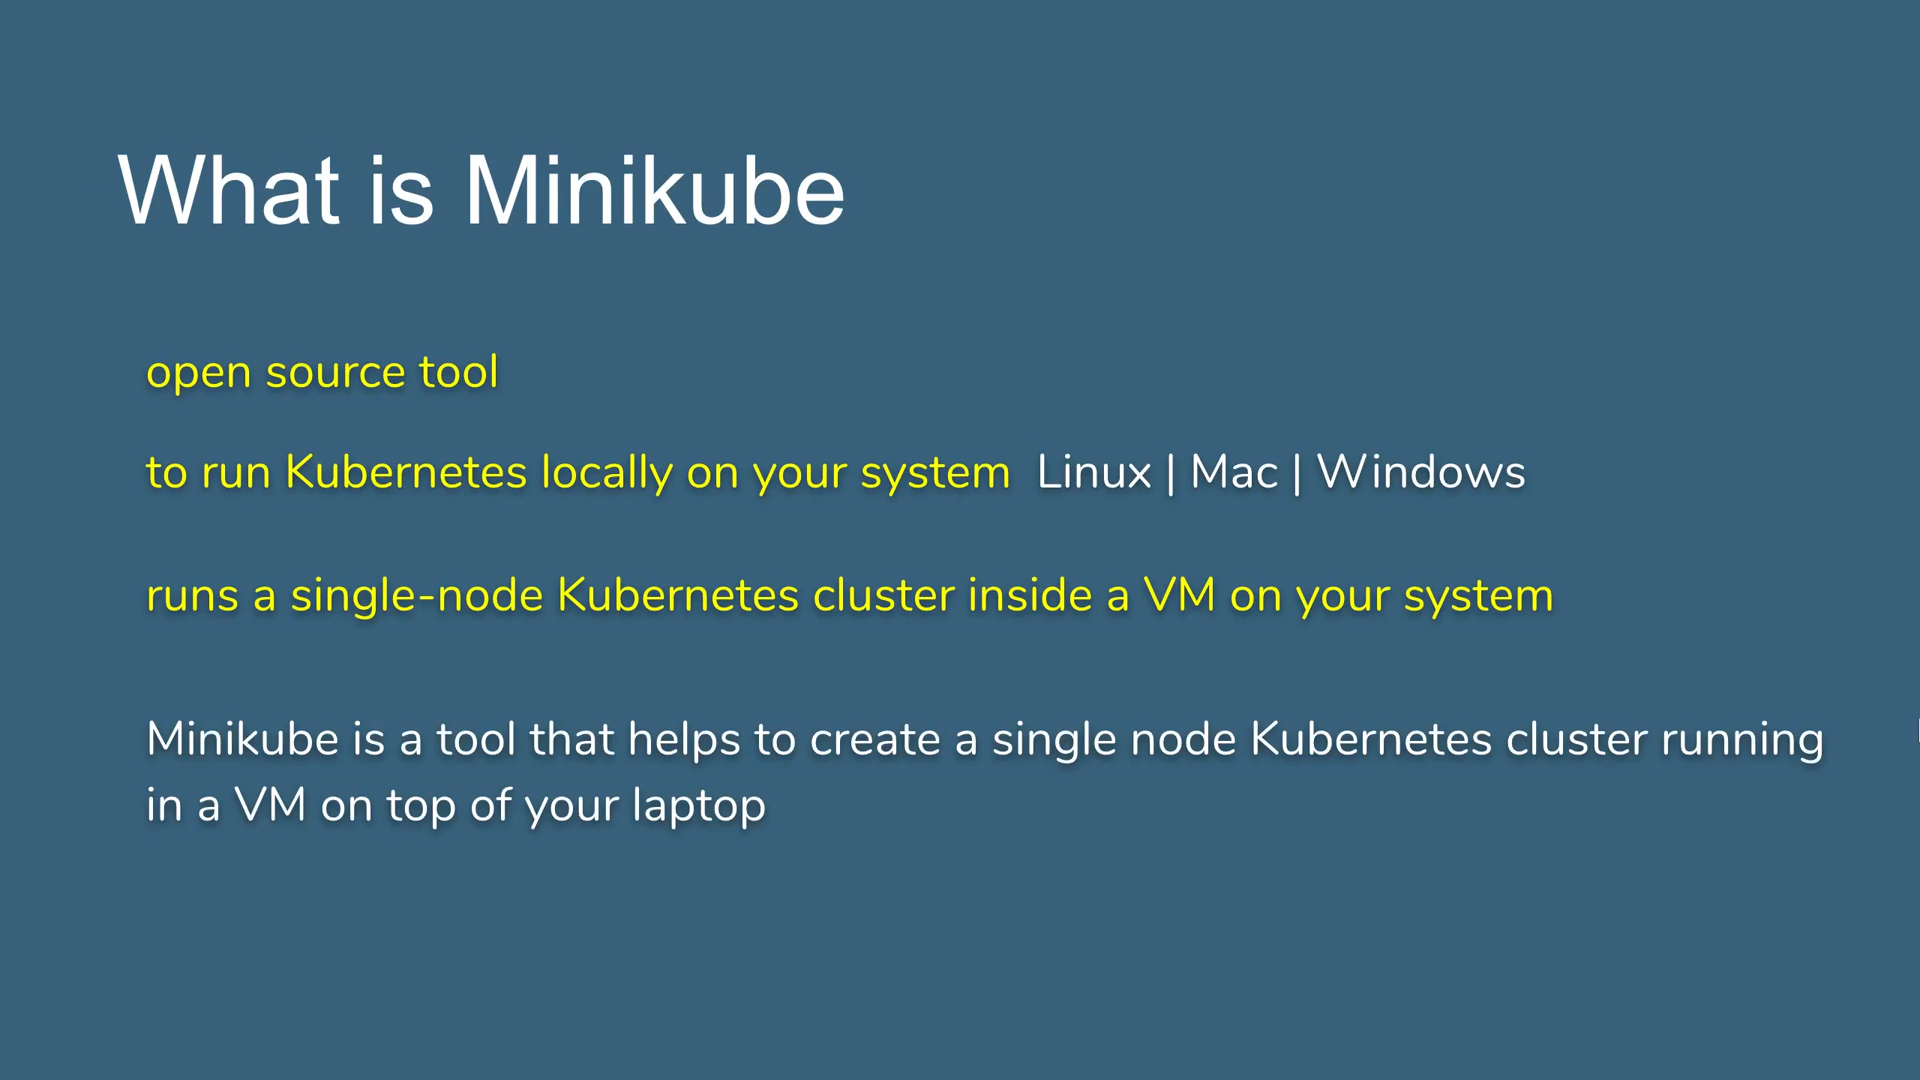 What is Minikube
open source tool
to run Kubernetes locally on your system Linux | Mac | Windows
runs a single-node Kubernetes cluster inside a VM on your system
Minikube is a tool that helps to create a single node Kubernetes cluster running
in a VM on top of your laptop